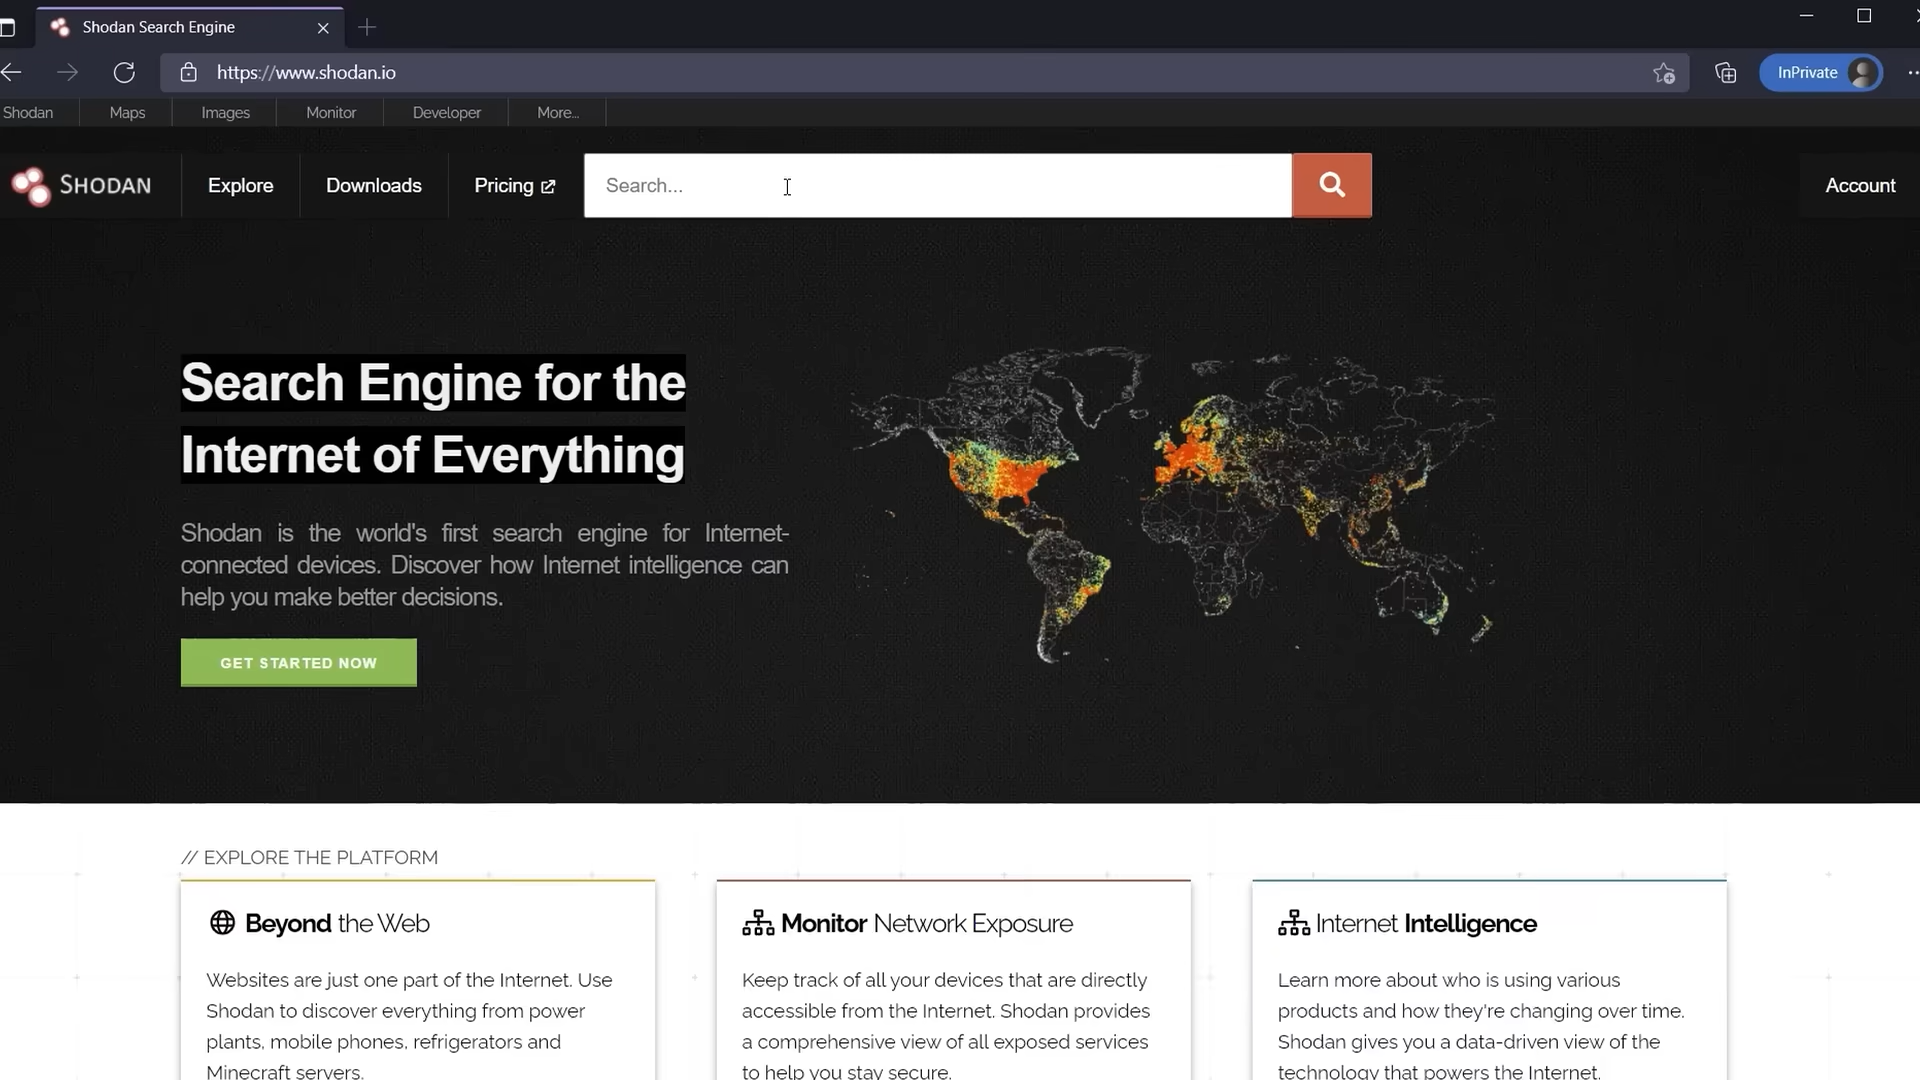 Shodan Search Engine
https://www.shodan.io
InPrivate
Shodan Maps Images Monitor Developer More...
SHODAN
Explore
Downloads
Pricing
Search...
Account
Search Engine for the
Internet of Everything
Shodan is the world's first search engine for Internet-
connected devices. Discover how Internet intelligence can
help you make better decisions.
GET STARTED NOW
// EXPLORE THE PLATFORM
Beyond the Web
Websites are just one part of the Internet. Use
Shodan to discover everything from power
plants, mobile phones, refrigerators and
Minecraft servers.
Monitor Network Exposure
Keep track of all your devices that are directly
accessible from the Internet. Shodan provides
a comprehensive view of all exposed services
to help you stay secure.
Internet Intelligence
Learn more about who is using various
products and how they're changing over time.
Shodan gives you a data-driven view of the
technology that powers the Internet.